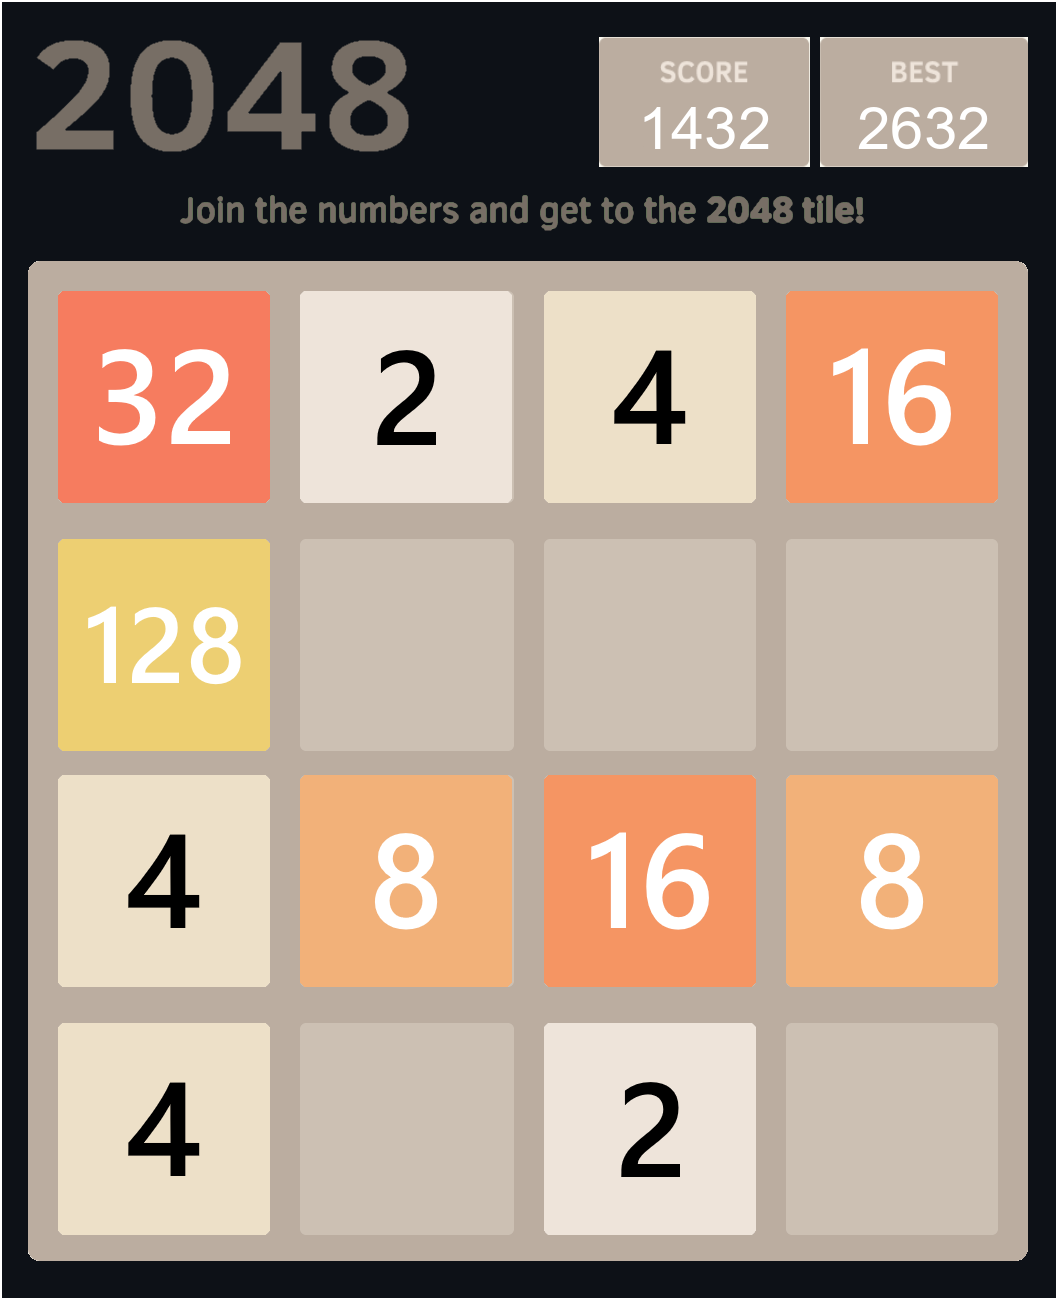 2048
SCORE BEST
1432 2632
Join the numbers and get to the 2048 tile!
32 2 4 16
128
4 8 16 8
4 2